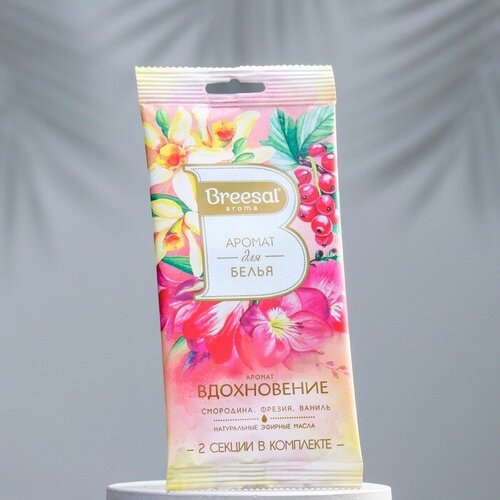 Breesal
aroma
АРОМАТ
для
БЕЛЬЯ
АРОМАТ
ВДОХНОВЕНИЕ
СМОРОДИНА, ФРЕЗИЯ, ВАНИЛЬ
НАТУРАЛЬНЫЕ ЭФИРНЫЕ МАСЛА
– 2 СЕКЦИИ В КОМПЛЕКТЕ –